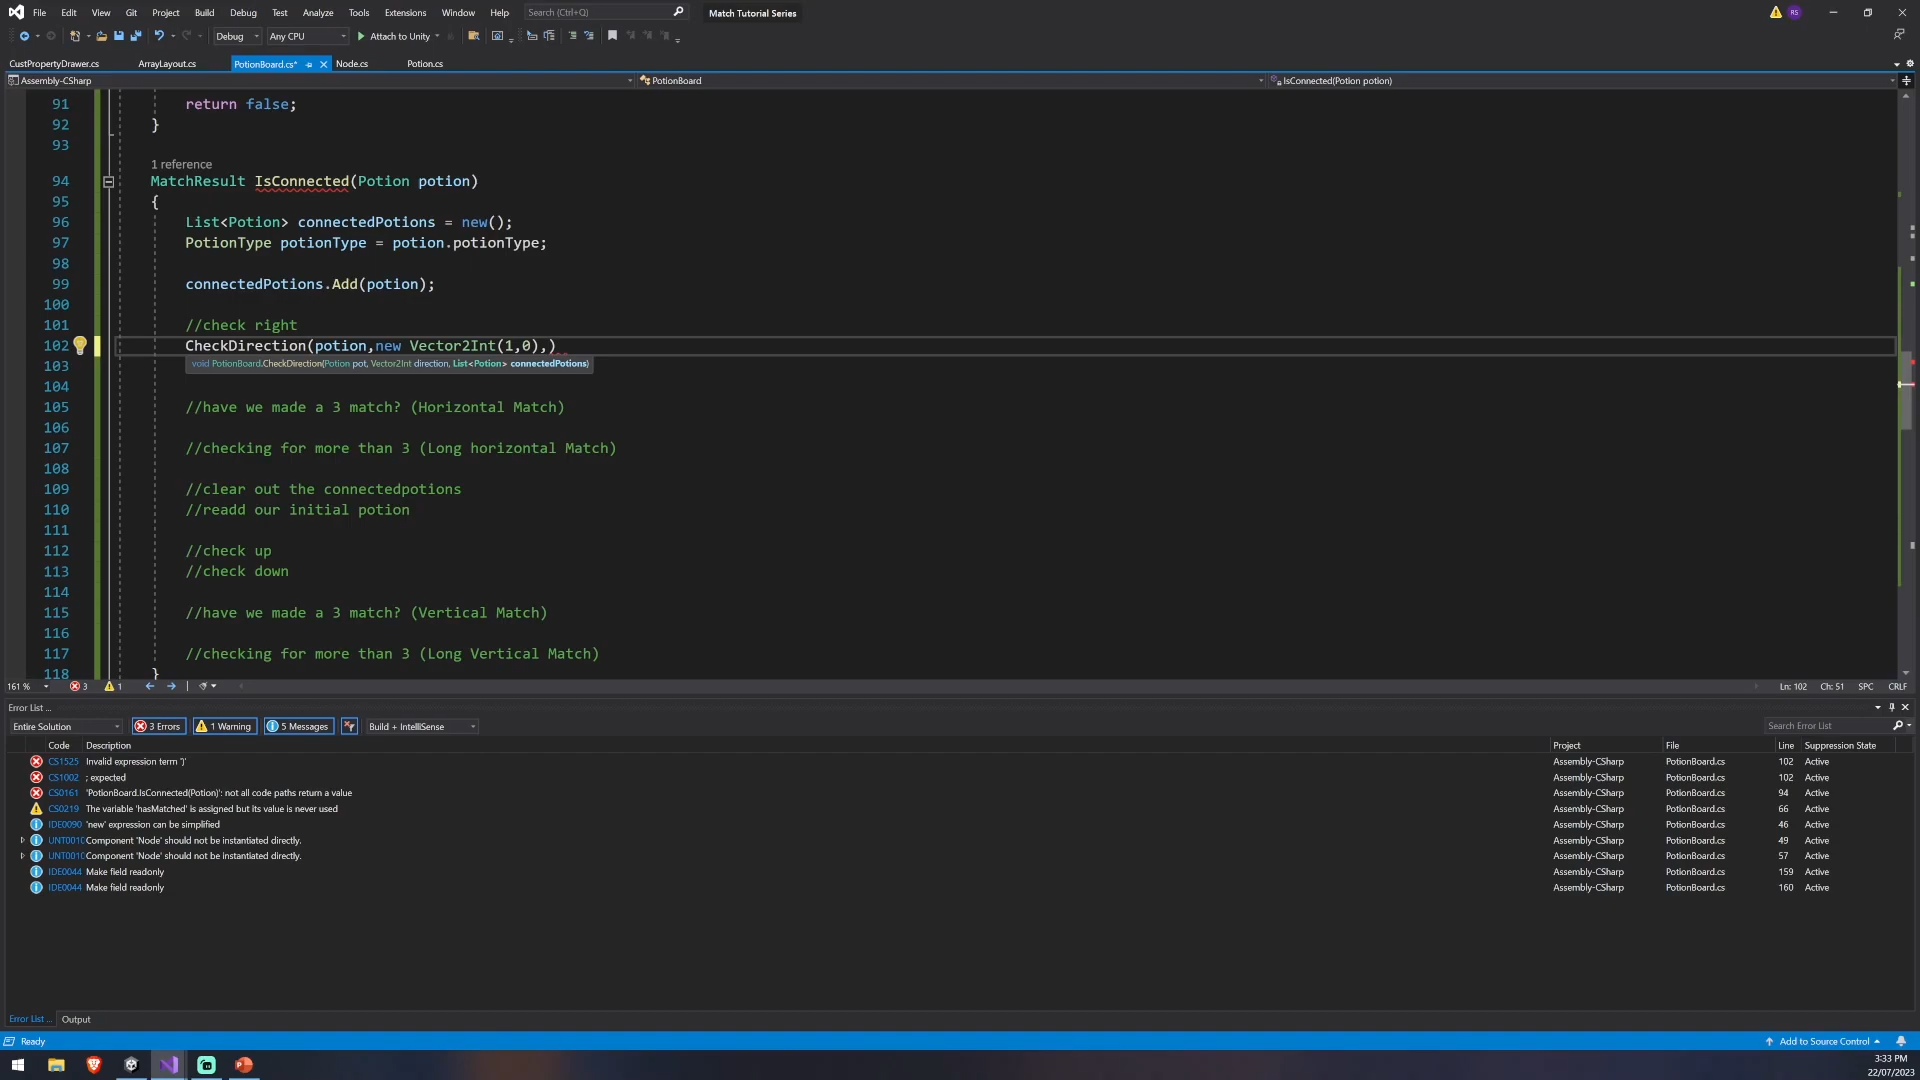 File Edit View Git Project Build Debug Test Analyze Tools Extensions Window Help Search (Ctrl+Q) Match Tutorial Series RS
Debug Any CPU Attach to Unity
CustPropertyDrawer.cs ArrayLayout.cs PotionBoard.cs* Node.cs Potion.cs
Assembly-CSharp PotionBoard IsConnected(Potion potion)
91 return false;
92 }
93
1 reference
94 MatchResult IsConnected(Potion potion)
95 {
96 List<Potion> connectedPotions = new();
97 PotionType potionType = potion.potionType;
98
99 connectedPotions.Add(potion);
100
101 //check right
102 CheckDirection(potion,new Vector2Int(1,0),)
103 void PotionBoard.CheckDirection(Potion pot, Vector2Int direction, List<Potion> connectedPotions)
104
105 //have we made a 3 match? (Horizontal Match)
106
107 //checking for more than 3 (Long horizontal Match)
108
109 //clear out the connectedpotions
110 //readd our initial potion
111
112 //check up
113 //check down
114
115 //have we made a 3 match? (Vertical Match)
116
117 //checking for more than 3 (Long Vertical Match)
118 }
161 % 3 1 Ln: 102 Ch: 51 SPC CRLF
Error List ...
Entire Solution 3 Errors 1 Warning 5 Messages Build + IntelliSense Search Error List
Code Description Project File Line Suppression State
CS1525 Invalid expression term ')' Assembly-CSharp PotionBoard.cs 102 Active
CS1002 ; expected Assembly-CSharp PotionBoard.cs 102 Active
CS0161 'PotionBoard.IsConnected(Potion)': not all code paths return a value Assembly-CSharp PotionBoard.cs 94 Active
CS0219 The variable 'hasMatched' is assigned but its value is never used Assembly-CSharp PotionBoard.cs 66 Active
IDE0090 'new' expression can be simplified Assembly-CSharp PotionBoard.cs 46 Active
UNT0010 Component 'Node' should not be instantiated directly. Assembly-CSharp PotionBoard.cs 49 Active
UNT0010 Component 'Node' should not be instantiated directly. Assembly-CSharp PotionBoard.cs 57 Active
IDE0044 Make field readonly Assembly-CSharp PotionBoard.cs 159 Active
IDE0044 Make field readonly Assembly-CSharp PotionBoard.cs 160 Active
Error List ... Output
Ready Add to Source Control
3:33 PM
22/07/2023